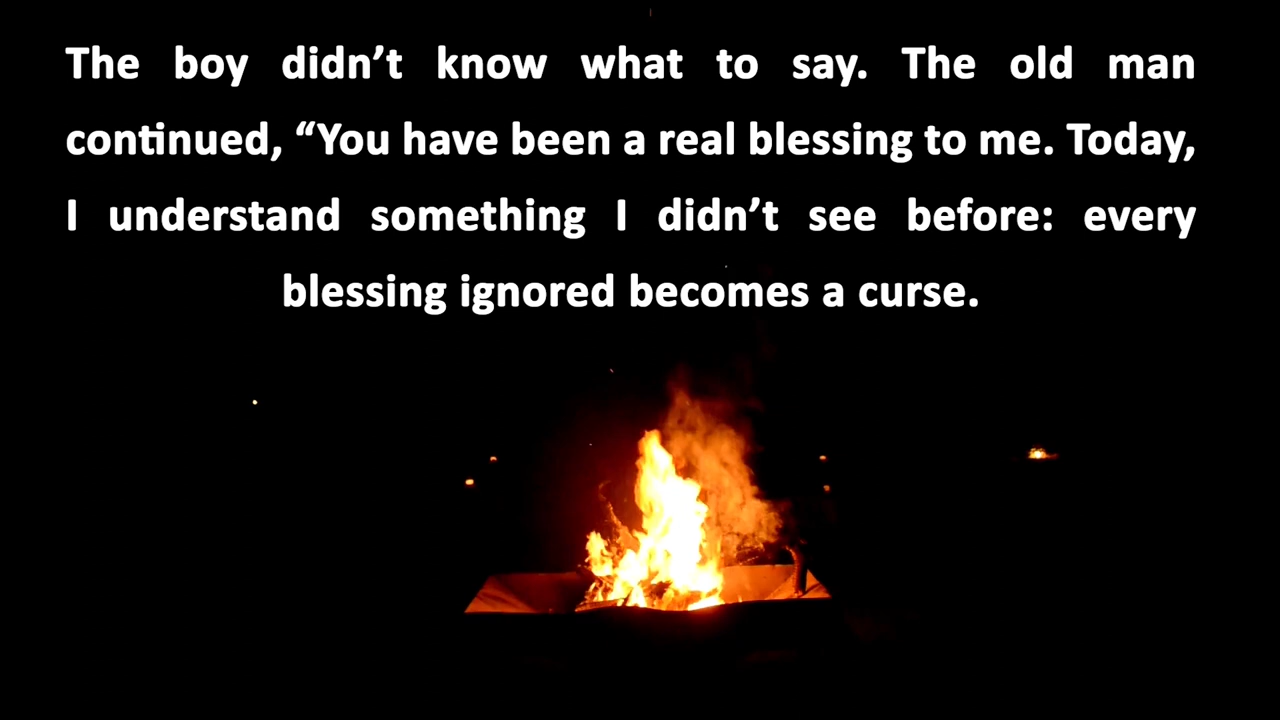 The boy didn’t know what to say. The old man
continued, “You have been a real blessing to me. Today,
I understand something I didn’t see before: every
blessing ignored becomes a curse.